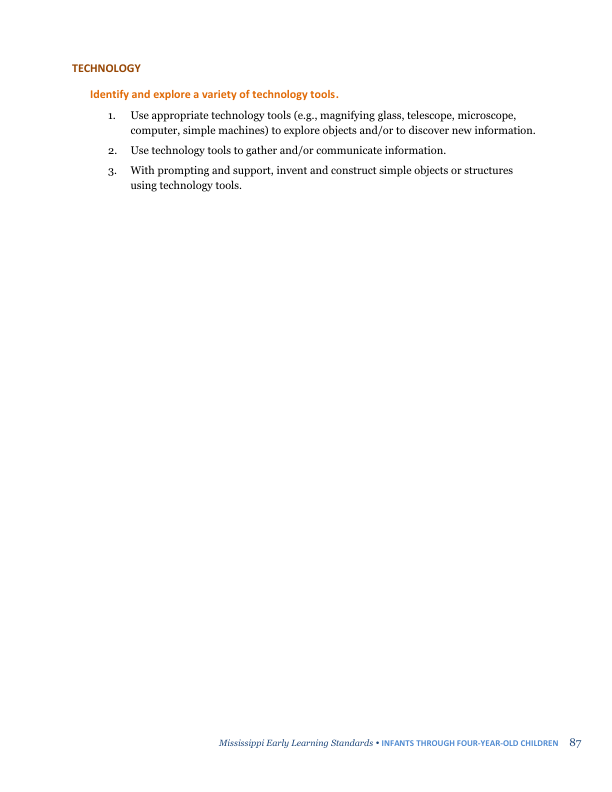 TECHNOLOGY
Identify and explore a variety of technology tools.
1. Use appropriate technology tools (e.g., magnifying glass, telescope, microscope,
computer, simple machines) to explore objects and/or to discover new information.
2. Use technology tools to gather and/or communicate information.
3. With prompting and support, invent and construct simple objects or structures
using technology tools.
Mississippi Early Learning Standards • INFANTS THROUGH FOUR-YEAR-OLD CHILDREN 87